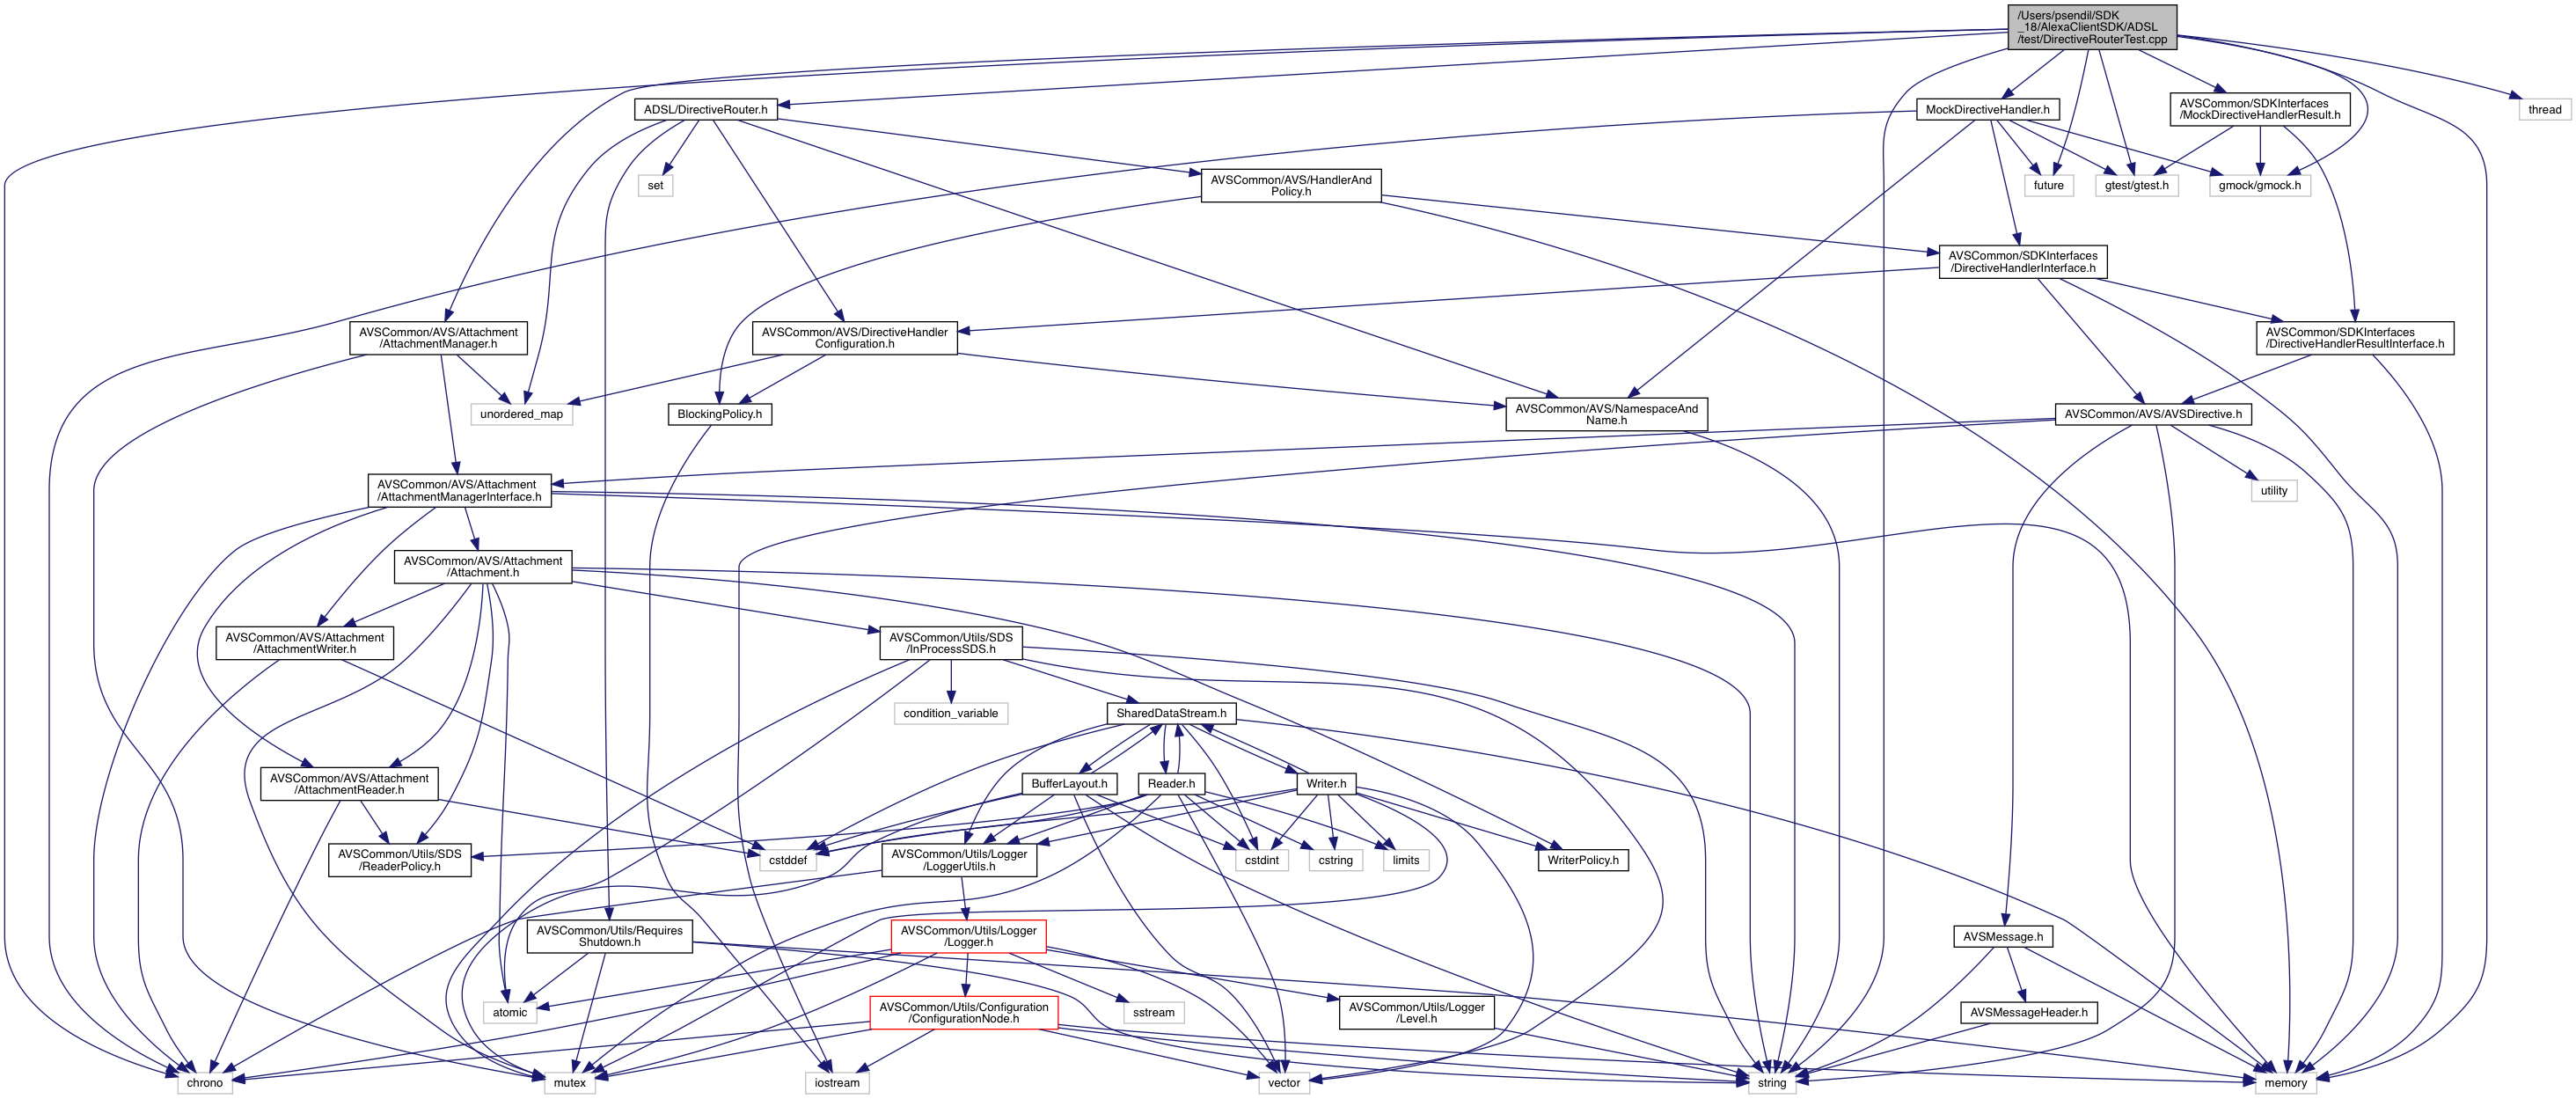 /Users/psendil/SDK
_18/AlexaClientSDK/ADSL
/test/DirectiveRouterTest.cpp
ADSL/DirectiveRouter.h
MockDirectiveHandler.h
AVSCommon/SDKInterfaces
/MockDirectiveHandlerResult.h
thread
set
AVSCommon/AVS/HandlerAnd
Policy.h
future
gtest/gtest.h
gmock/gmock.h
AVSCommon/SDKInterfaces
/DirectiveHandlerInterface.h
AVSCommon/AVS/Attachment
/AttachmentManager.h
AVSCommon/AVS/DirectiveHandler
Configuration.h
AVSCommon/SDKInterfaces
/DirectiveHandlerResultInterface.h
unordered_map
BlockingPolicy.h
AVSCommon/AVS/NamespaceAnd
Name.h
AVSCommon/AVS/AVSDirective.h
AVSCommon/AVS/Attachment
/AttachmentManagerInterface.h
utility
AVSCommon/AVS/Attachment
/Attachment.h
AVSCommon/AVS/Attachment
/AttachmentWriter.h
AVSCommon/Utils/SDS
/InProcessSDS.h
condition_variable
SharedDataStream.h
AVSCommon/AVS/Attachment
/AttachmentReader.h
BufferLayout.h
Reader.h
Writer.h
AVSCommon/Utils/SDS
/ReaderPolicy.h
cstddef
AVSCommon/Utils/Logger
/LoggerUtils.h
cstdint
cstring
limits
WriterPolicy.h
AVSCommon/Utils/Requires
Shutdown.h
AVSCommon/Utils/Logger
/Logger.h
AVSMessage.h
atomic
AVSCommon/Utils/Configuration
/ConfigurationNode.h
sstream
AVSCommon/Utils/Logger
/Level.h
AVSMessageHeader.h
chrono
mutex
iostream
vector
string
memory